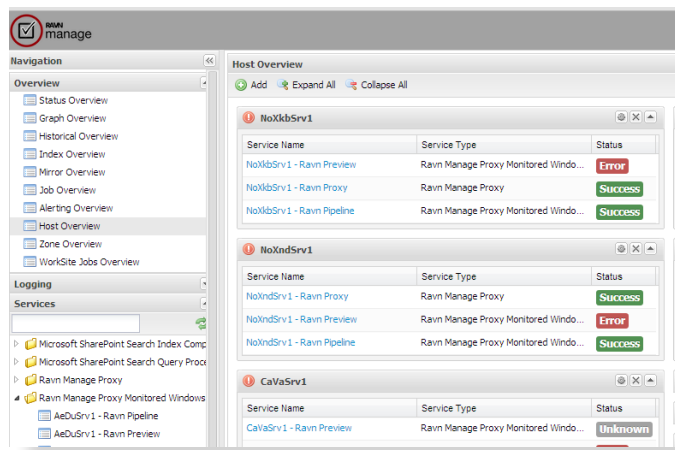 RAVN
manage
Navigation
Overview
Status Overview
Graph Overview
Historical Overview
Index Overview
Mirror Overview
Job Overview
Alerting Overview
Host Overview
Zone Overview
WorkSite Jobs Overview
Logging
Services
Microsoft SharePoint Search Index Comp
Microsoft SharePoint Search Query Proce
Ravn Manage Proxy
Ravn Manage Proxy Monitored Windows
AeDuSrv1 - Ravn Pipeline
AeDuSrv1 - Ravn Preview
Host Overview
Add Expand All Collapse All
NoXkbSrv1
Service Name Service Type Status
NoXkbSrv1 - Ravn Preview Ravn Manage Proxy Monitored Windo... Error
NoXkbSrv1 - Ravn Proxy Ravn Manage Proxy Success
NoXkbSrv1 - Ravn Pipeline Ravn Manage Proxy Monitored Windo... Success
NoXndSrv1
Service Name Service Type Status
NoXndSrv1 - Ravn Proxy Ravn Manage Proxy Success
NoXndSrv1 - Ravn Preview Ravn Manage Proxy Monitored Windo... Error
NoXndSrv1 - Ravn Pipeline Ravn Manage Proxy Monitored Windo... Success
CaVaSrv1
Service Name Service Type Status
CaVaSrv1 - Ravn Preview Ravn Manage Proxy Monitored Windo... Unknown